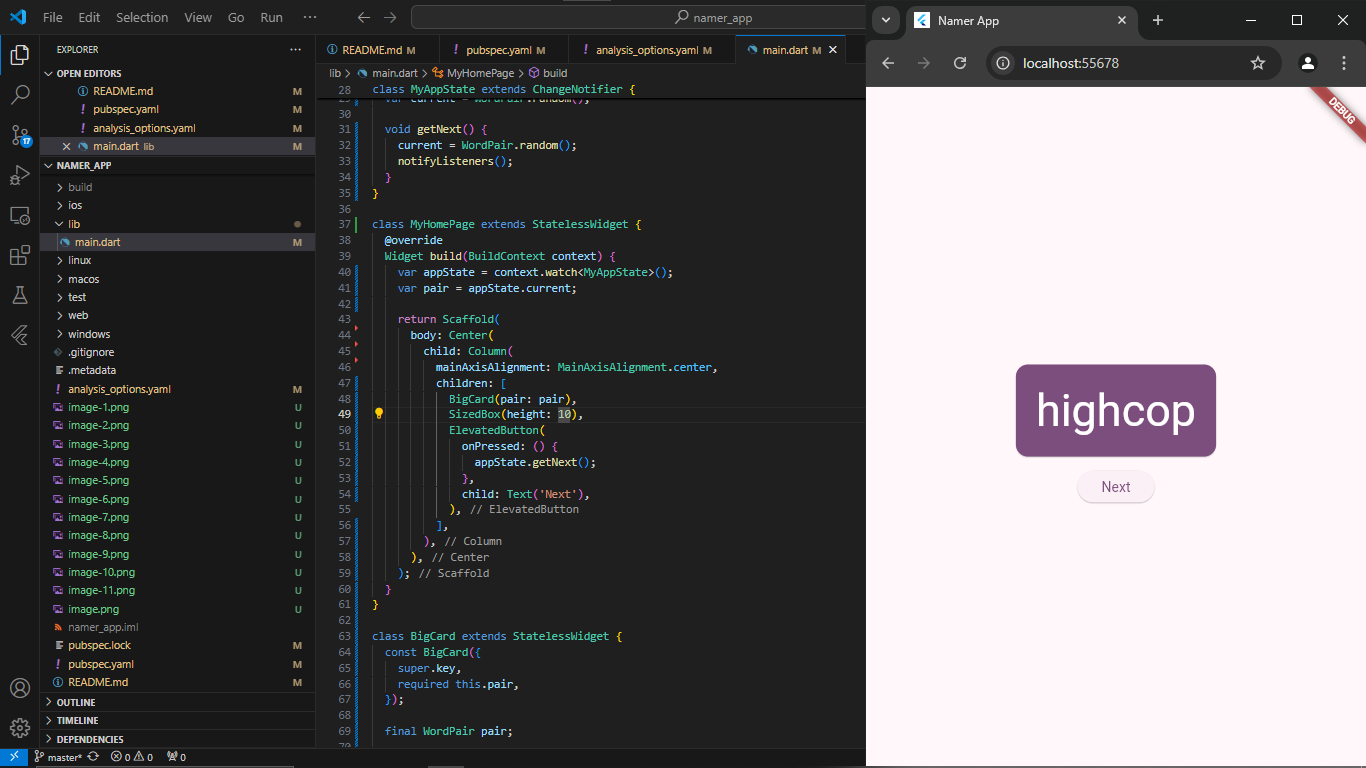 File Edit Selection View Go Run ··· namer_app
EXPLORER ···
OPEN EDITORS
README.md M
! pubspec.yaml M
! analysis_options.yaml M
main.dart lib M
NAMER_APP
build
ios
lib
main.dart M
linux
macos
test
web
windows
.gitignore
.metadata
analysis_options.yaml M
image-1.png U
image-2.png U
image-3.png U
image-4.png U
image-5.png U
image-6.png U
image-7.png U
image-8.png U
image-9.png U
image-10.png U
image-11.png U
image.png U
namer_app.iml
pubspec.lock M
! pubspec.yaml M
README.md M
OUTLINE
TIMELINE
DEPENDENCIES
17
master* 0 0 0
README.md M ! pubspec.yaml M ! analysis_options.yaml M main.dart M
lib > main.dart > MyHomePage > build
28 class MyAppState extends ChangeNotifier {
29 var current = WordPair.random();
30
31 void getNext() {
32 current = WordPair.random();
33 notifyListeners();
34 }
35 }
36
37 class MyHomePage extends StatelessWidget {
38 @override
39 Widget build(BuildContext context) {
40 var appState = context.watch<MyAppState>();
41 var pair = appState.current;
42
43 return Scaffold(
44 body: Center(
45 child: Column(
46 mainAxisAlignment: MainAxisAlignment.center,
47 children: [
48 BigCard(pair: pair),
49 SizedBox(height: 10),
50 ElevatedButton(
51 onPressed: () {
52 appState.getNext();
53 },
54 child: Text('Next'),
55 ), // ElevatedButton
56 ],
57 ), // Column
58 ), // Center
59 ); // Scaffold
60 }
61 }
62
63 class BigCard extends StatelessWidget {
64 const BigCard({
65 super.key,
66 required this.pair,
67 });
68
69 final WordPair pair;
70
Namer App
localhost:55678
DEBUG
highcop
Next